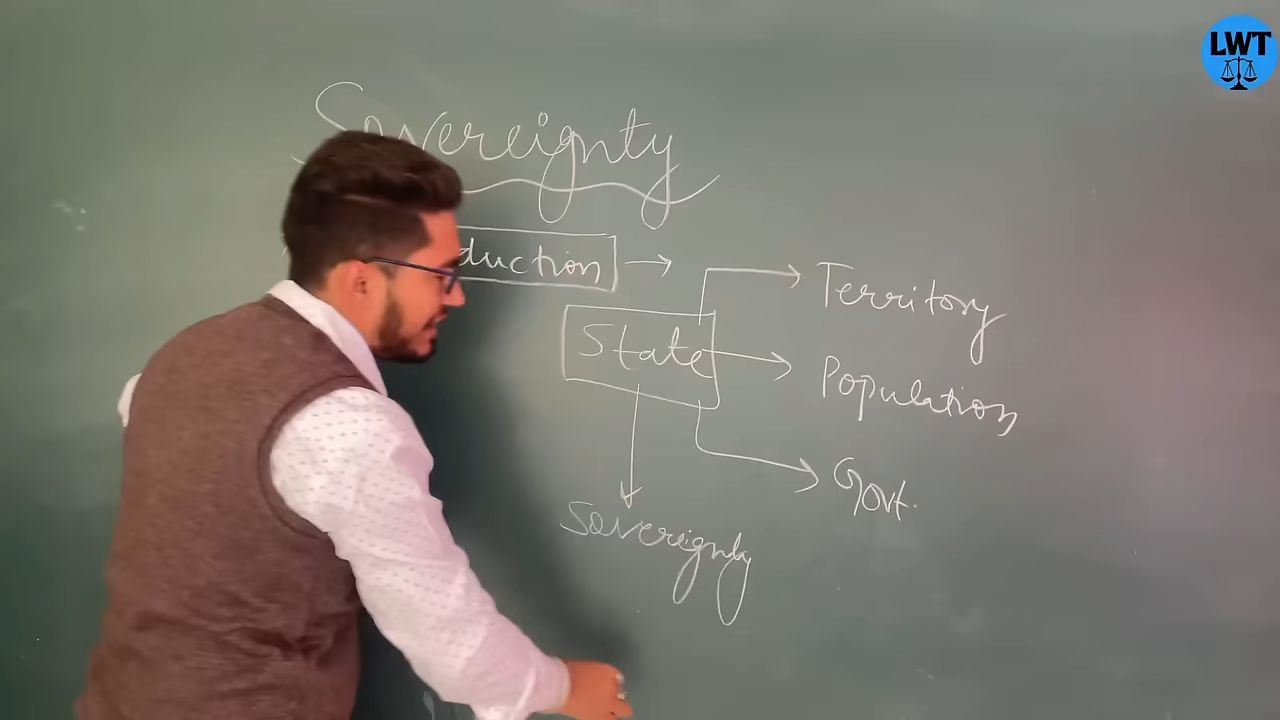 LWT
Sovereignty
duction →
State
Territory
Population
Govt.
Sovereignty